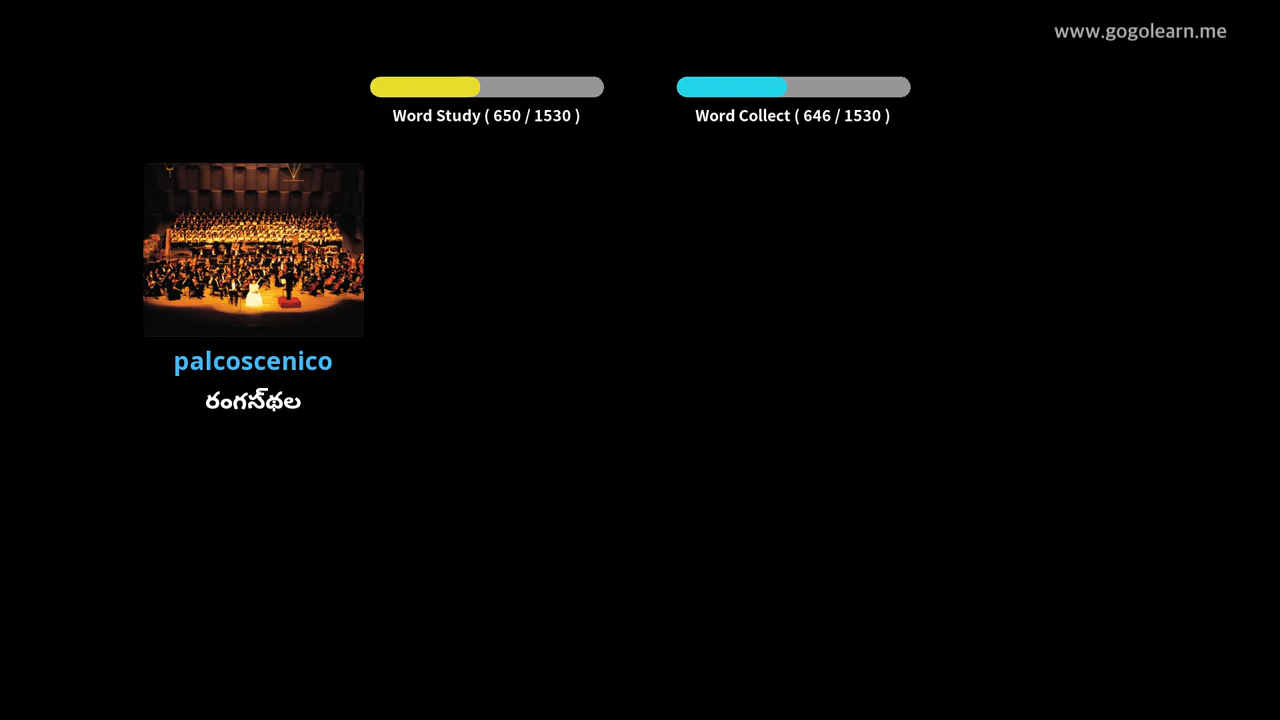 www.gogolearn.me
Word Study ( 650 / 1530 )
Word Collect ( 646 / 1530 )
palcoscenico
రంగస్థల